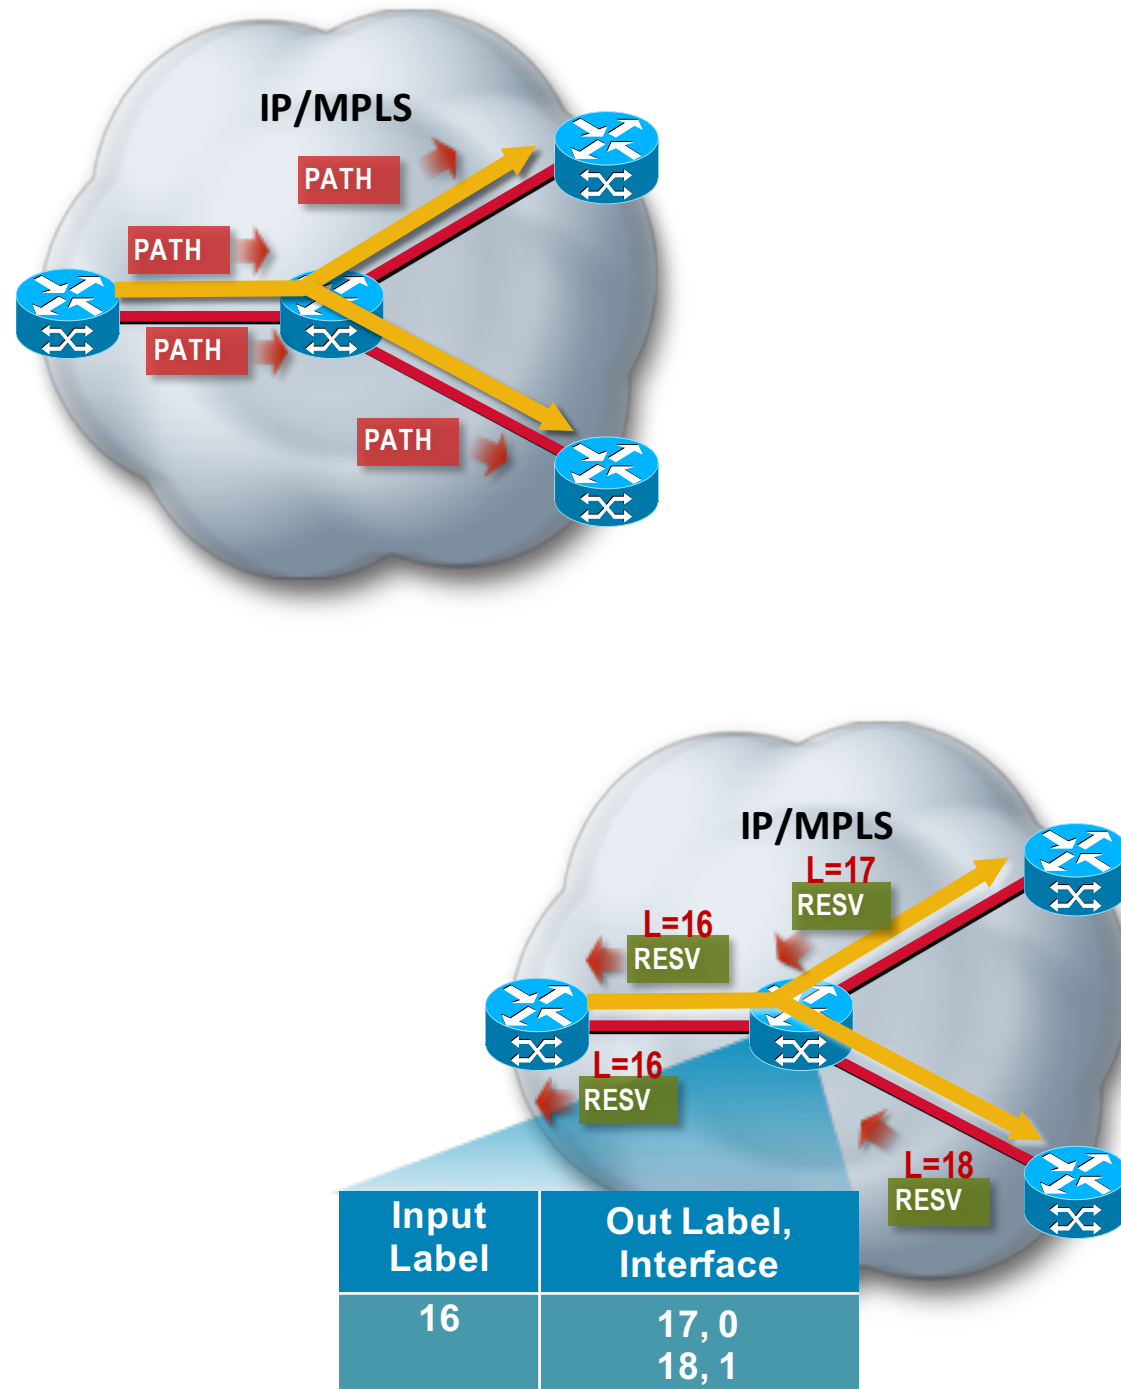 IP/MPLS
PATH
PATH
PATH
PATH
IP/MPLS
L=17
RESV
L=16
RESV
L=16
RESV
L=18
RESV
Input
Label
Out Label,
Interface
16
17, 0
18, 1